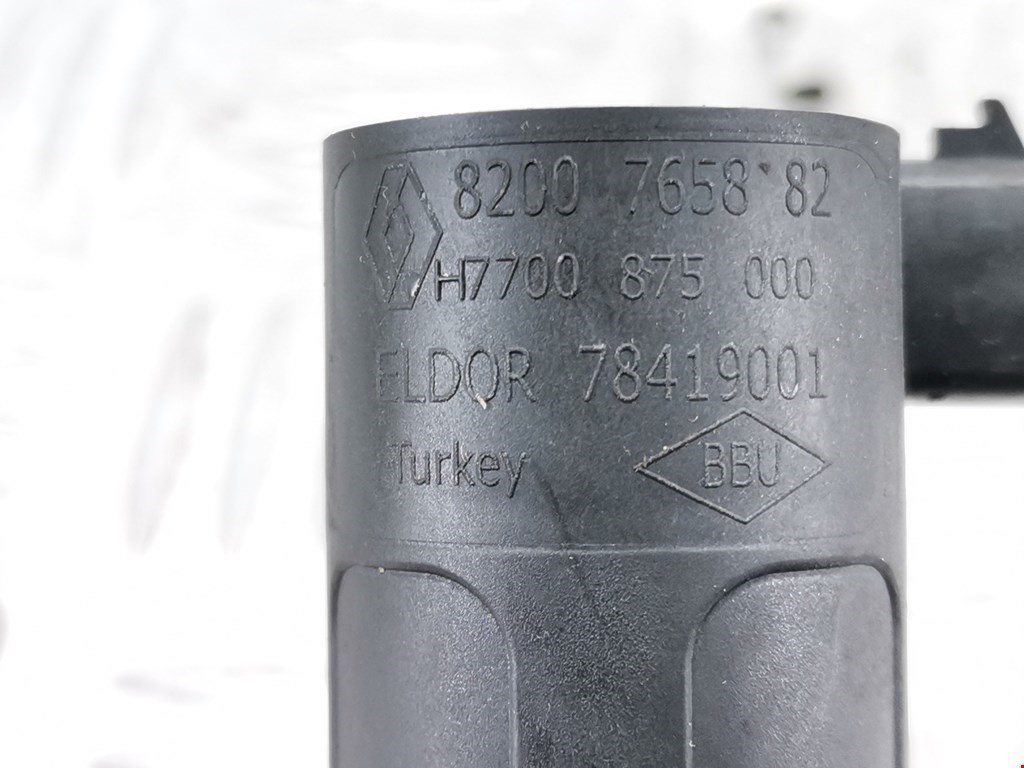 8200 7658 82
H7700 875 000
ELDOR 78419001
Turkey BBU